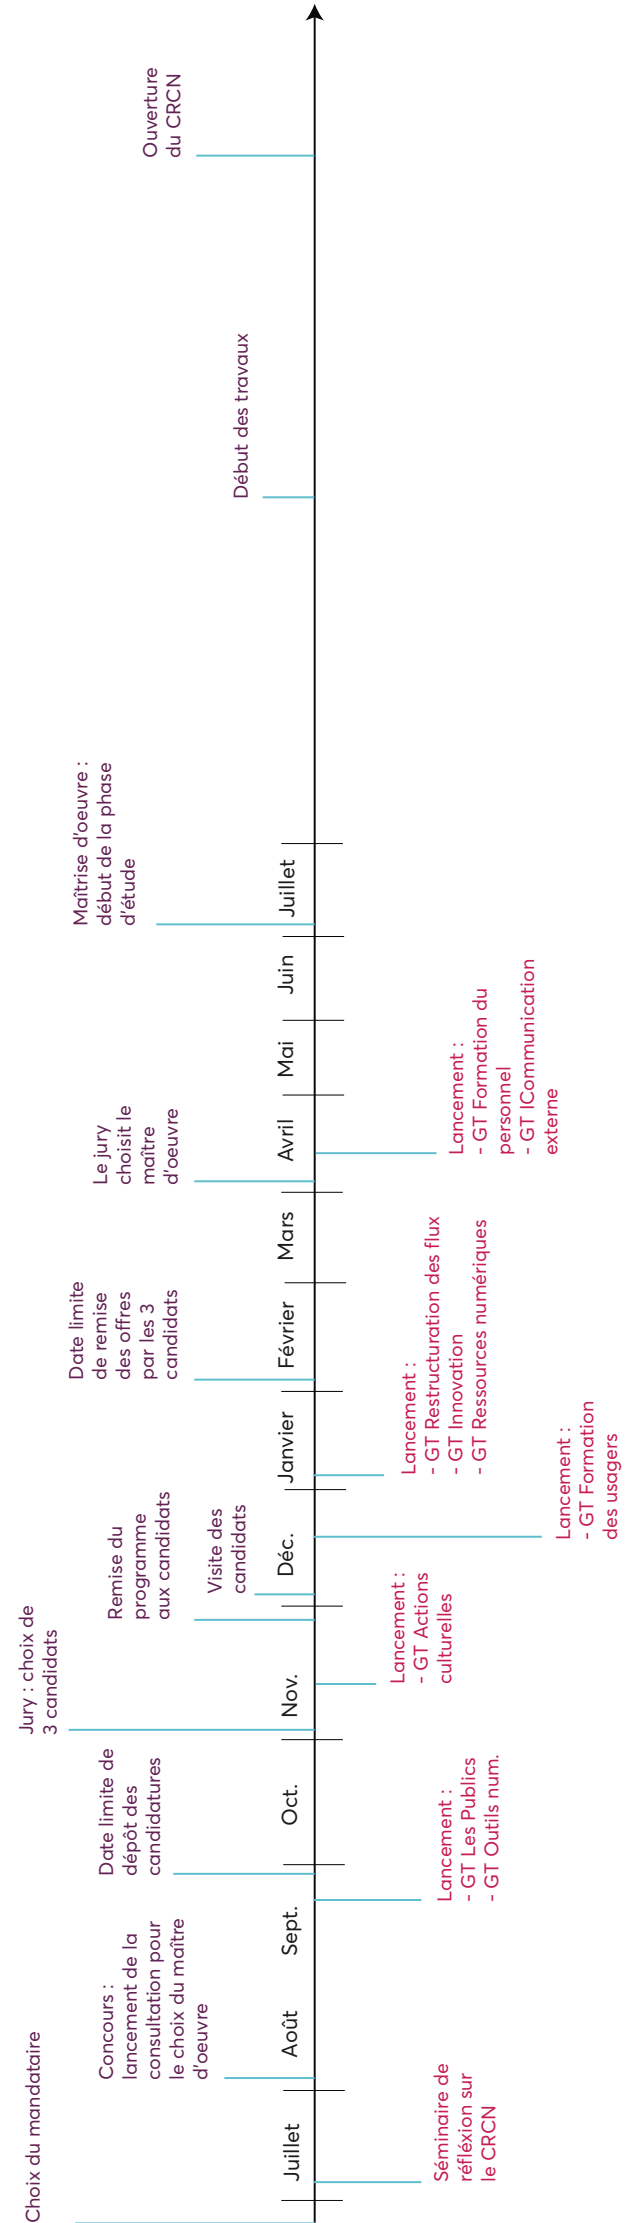 Choix du mandataire
Concours :
lancement de la
consultation pour
le choix du maître
d'oeuvre
Date limite de
dépôt des
candidatures
Jury : choix de
3 candidats
Remise du
programme
aux candidats
Visite des
candidats
Date limite
de remise
des offres
par les 3
candidats
Le jury
choisit le
maître
d'oeuvre
Maîtrise d'oeuvre :
début de la phase
d'étude
Début des travaux
Ouverture
du CRCN
Juillet
Août
Sept.
Oct.
Nov.
Déc.
Janvier
Février
Mars
Avril
Mai
Juin
Juillet
Séminaire de
réfléxion sur
le CRCN
Lancement :
- GT Les Publics
- GT Outils num.
Lancement :
- GT Actions
culturelles
Lancement :
- GT Formation
des usagers
Lancement :
- GT Restructuration des flux
- GT Innovation
- GT Ressources numériques
Lancement :
- GT Formation du
personnel
- GT ICommunication
externe